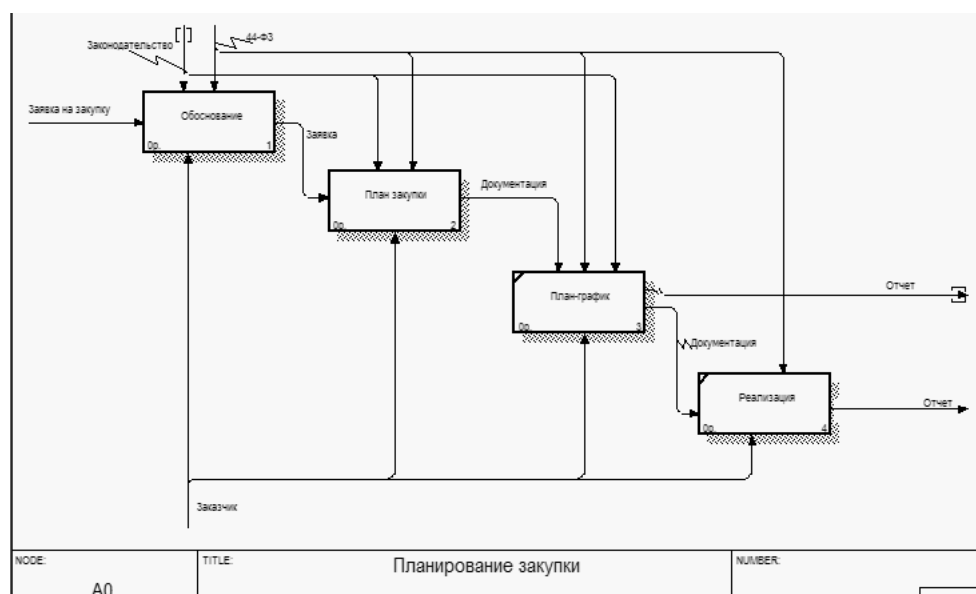 44-ФЗ
Законодательство
Заявка на закупку
Обоснование
0р.
1
Заявка
План закупки
0р.
2
Документация
План-график
0р.
3
Отчет
Документация
Реализация
0р.
4
Отчет
Заказчик
NODE:
TITLE:
Планирование закупки
NUMBER:
A0